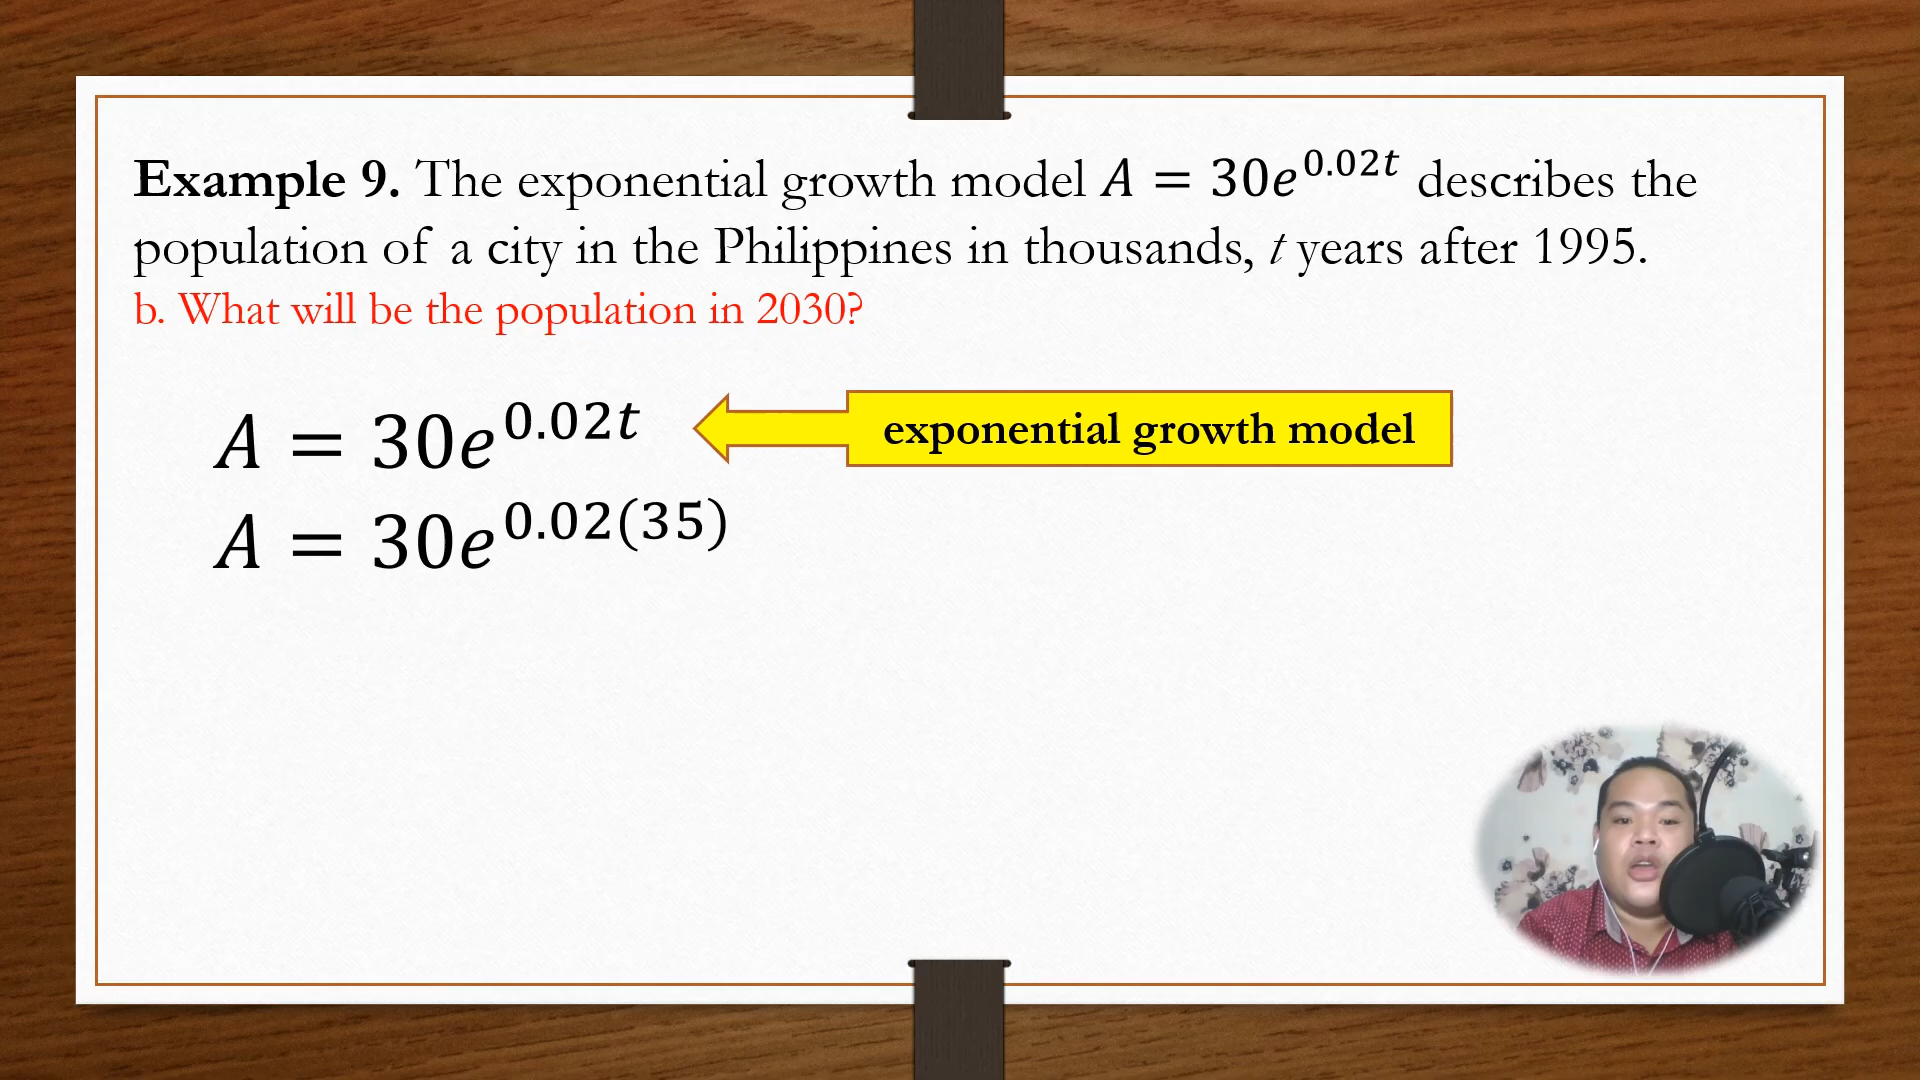 Example 9. The exponential growth model A = 30e^{0.02t} describes the
population of a city in the Philippines in thousands, t years after 1995.
b. What will be the population in 2030?
A = 30e^{0.02t}
exponential growth model
A = 30e^{0.02(35)}